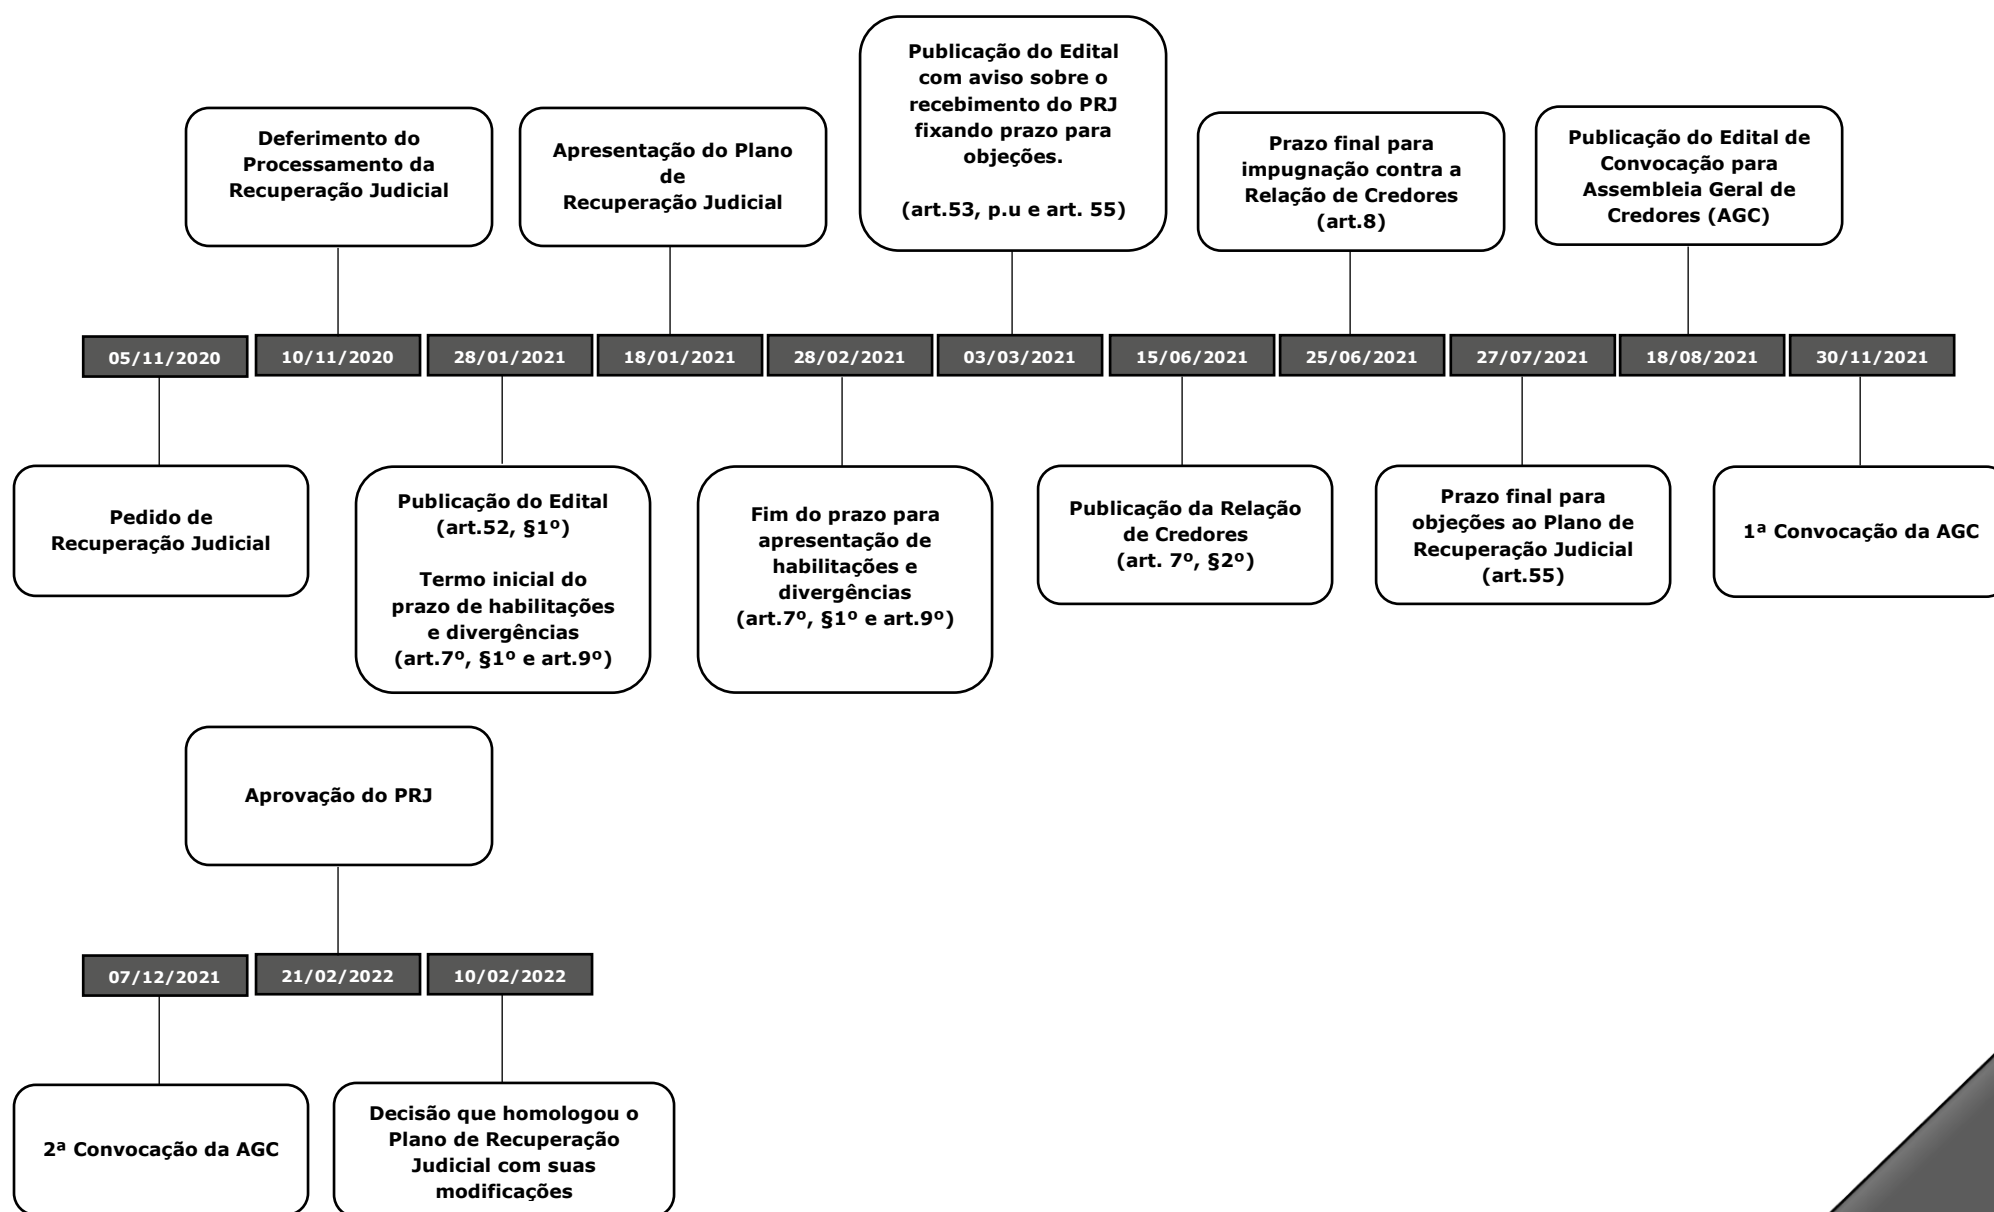 Publicação do Edital
com aviso sobre o
recebimento do PRJ
fixando prazo para
objeções.
(art.53, p.u e art. 55)
Deferimento do
Processamento da
Recuperação Judicial
Apresentação do Plano
de
Recuperação Judicial
Prazo final para
impugnação contra a
Relação de Credores
(art.8)
Publicação do Edital de
Convocação para
Assembleia Geral de
Credores (AGC)
05/11/2020
10/11/2020
28/01/2021
18/01/2021
28/02/2021
03/03/2021
15/06/2021
25/06/2021
27/07/2021
18/08/2021
30/11/2021
Pedido de
Recuperação Judicial
Publicação do Edital
(art.52, §1º)
Termo inicial do
prazo de habilitações
e divergências
(art.7º, §1º e art.9º)
Fim do prazo para
apresentação de
habilitações e
divergências
(art.7º, §1º e art.9º)
Publicação da Relação
de Credores
(art. 7º, §2º)
Prazo final para
objeções ao Plano de
Recuperação Judicial
(art.55)
1ª Convocação da AGC
Aprovação do PRJ
07/12/2021
21/02/2022
10/02/2022
2ª Convocação da AGC
Decisão que homologou o
Plano de Recuperação
Judicial com suas
modificações